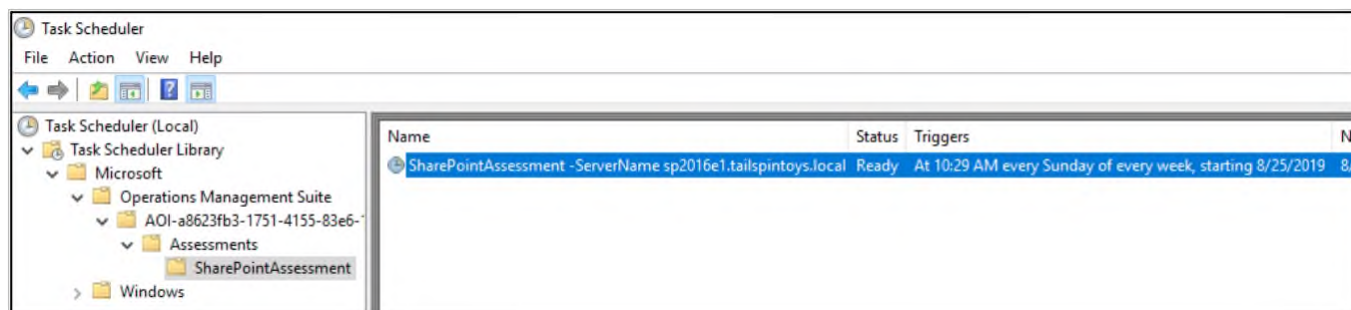 Task Scheduler
File Action View Help
Task Scheduler (Local)
Task Scheduler Library
Microsoft
Operations Management Suite
AOI-a8623fb3-1751-4155-83e6-
Assessments
SharePointAssessment
Windows
Name Status Triggers N
SharePointAssessment -ServerName sp2016e1.tailspintoys.local Ready At 10:29 AM every Sunday of every week, starting 8/25/2019 8/